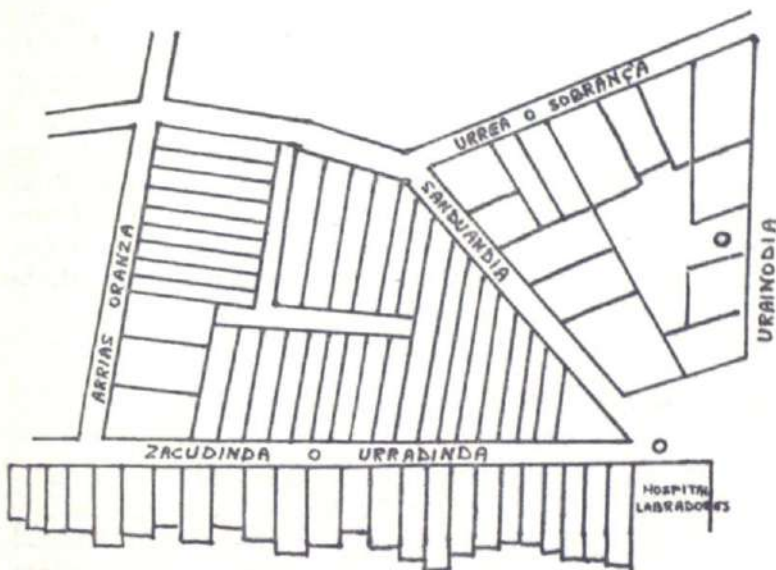 URREA O SOBRANÇA
SANDUANDIA
URAINODIA
ARRIAS ORANZA
ZACUDINDA O URRADINDA
HOSPITAL
LABRADORES